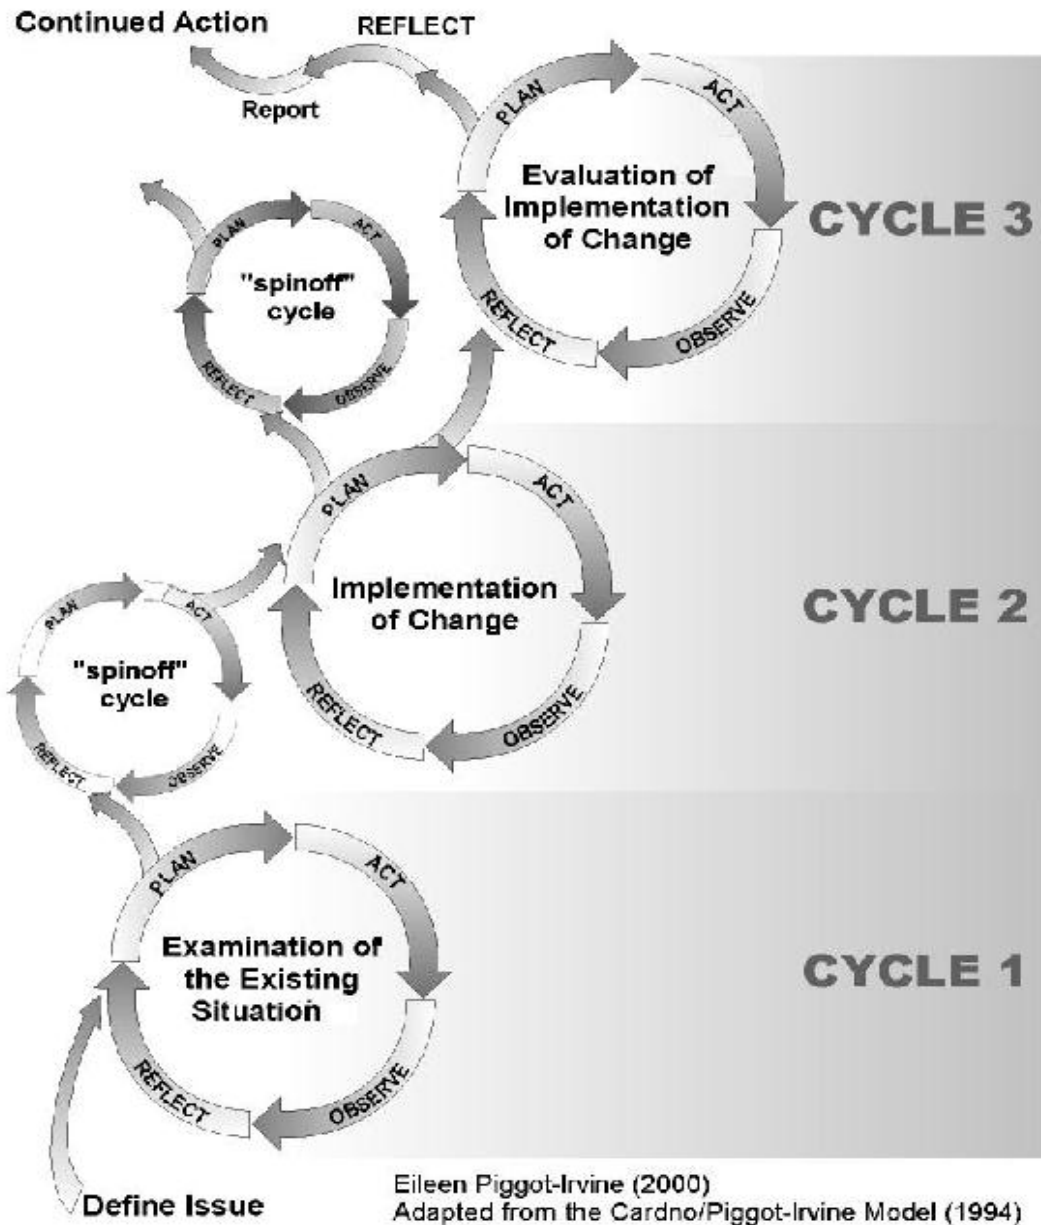 Continued Action
REFLECT
Report
PLAN
ACT
Evaluation of
Implementation
of Change
REFLECT
OBSERVE
CYCLE 3
PLAN
ACT
"spinoff"
cycle
REFLECT
OBSERVE
PLAN
ACT
Implementation
of Change
REFLECT
OBSERVE
CYCLE 2
PLAN
ACT
"spinoff"
cycle
REFLECT
OBSERVE
PLAN
ACT
Examination of
the Existing
Situation
REFLECT
OBSERVE
CYCLE 1
Define Issue
Eileen Piggot-Irvine (2000)
Adapted from the Cardno/Piggot-Irvine Model (1994)